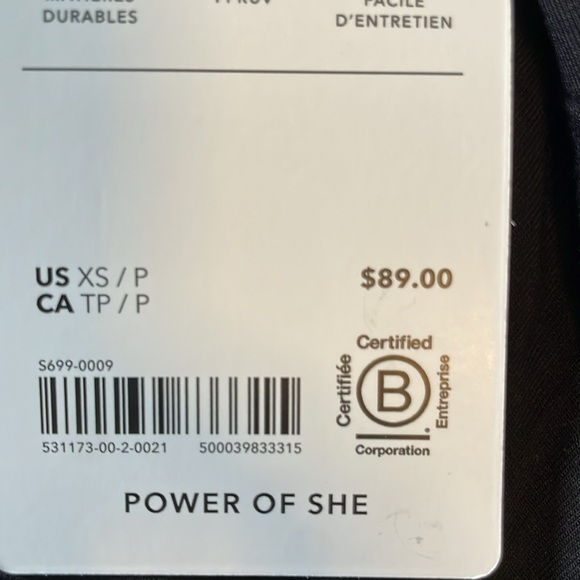 DURABLES
FACILE
D'ENTRETIEN
US XS / P
CA TP / P
$89.00
S699-0009
531173-00-2-0021 500039833315
Certified
Certifiée
B
Entreprise
Corporation
POWER OF SHE